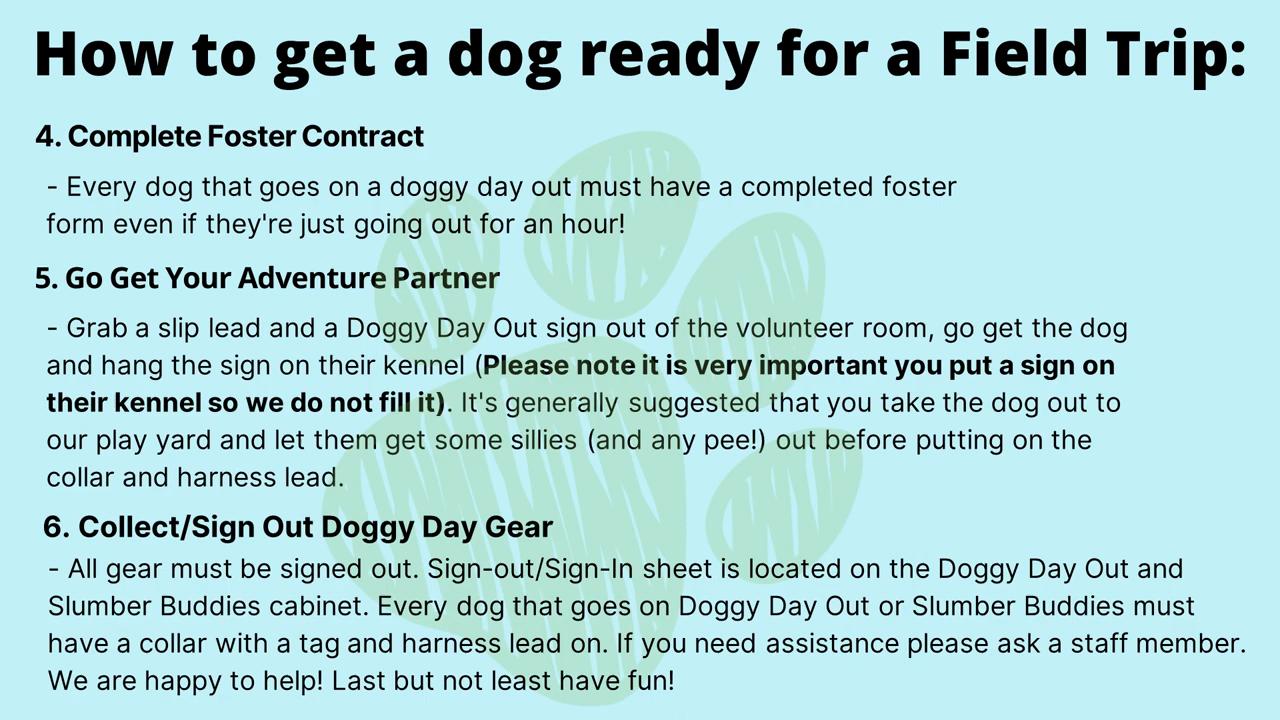 How to get a dog ready for a Field Trip:
4. Complete Foster Contract
- Every dog that goes on a doggy day out must have a completed foster
form even if they're just going out for an hour!
5. Go Get Your Adventure Partner
- Grab a slip lead and a Doggy Day Out sign out of the volunteer room, go get the dog
and hang the sign on their kennel (Please note it is very important you put a sign on
their kennel so we do not fill it). It's generally suggested that you take the dog out to
our play yard and let them get some sillies (and any pee!) out before putting on the
collar and harness lead.
6. Collect/Sign Out Doggy Day Gear
- All gear must be signed out. Sign-out/Sign-In sheet is located on the Doggy Day Out and
Slumber Buddies cabinet. Every dog that goes on Doggy Day Out or Slumber Buddies must
have a collar with a tag and harness lead on. If you need assistance please ask a staff member.
We are happy to help! Last but not least have fun!